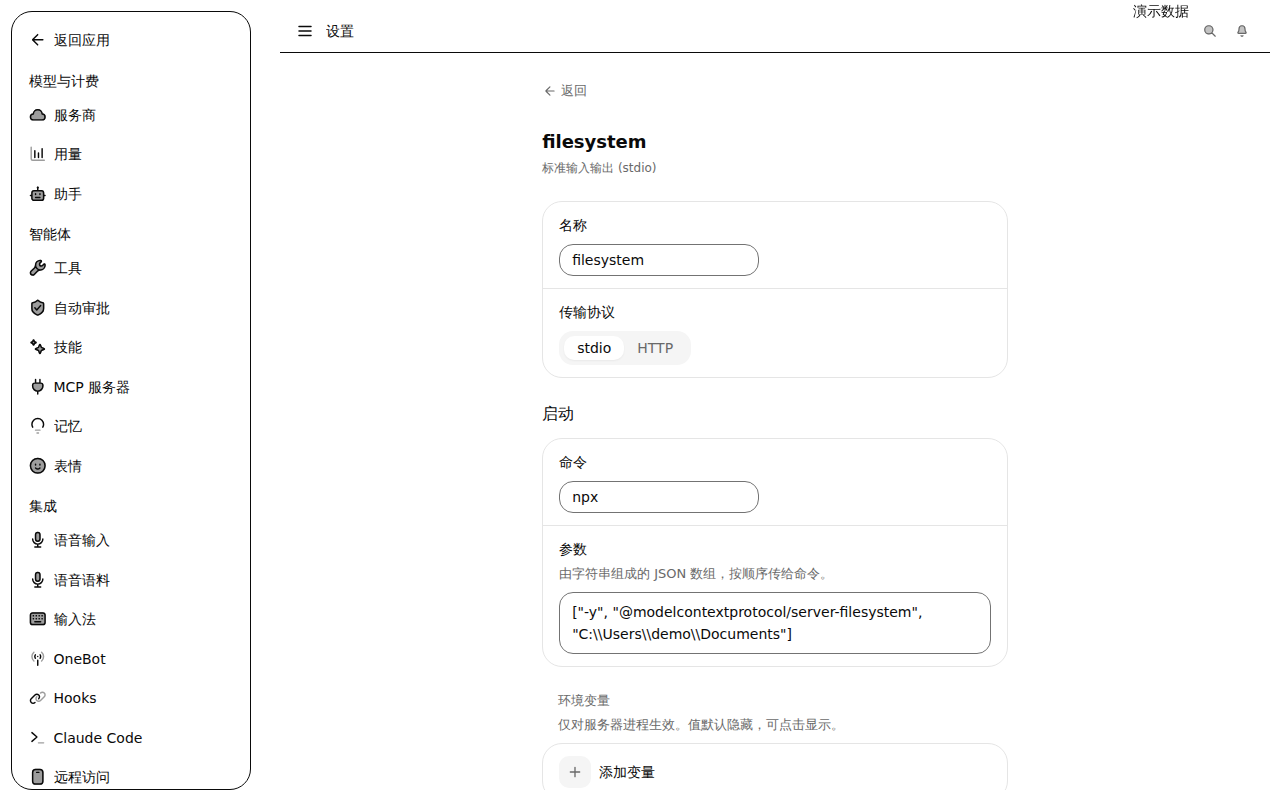 返回应用
模型与计费
服务商
用量
助手
智能体
工具
自动审批
技能
MCP 服务器
记忆
表情
集成
语音输入
语音语料
输入法
OneBot
Hooks
Claude Code
远程访问
设置
演示数据
返回
filesystem
标准输入输出 (stdio)
名称
filesystem
传输协议
stdio HTTP
启动
命令
npx
参数
由字符串组成的 JSON 数组，按顺序传给命令。
["-y", "@modelcontextprotocol/server-filesystem",
"C:\\Users\\demo\\Documents"]
环境变量
仅对服务器进程生效。值默认隐藏，可点击显示。
添加变量